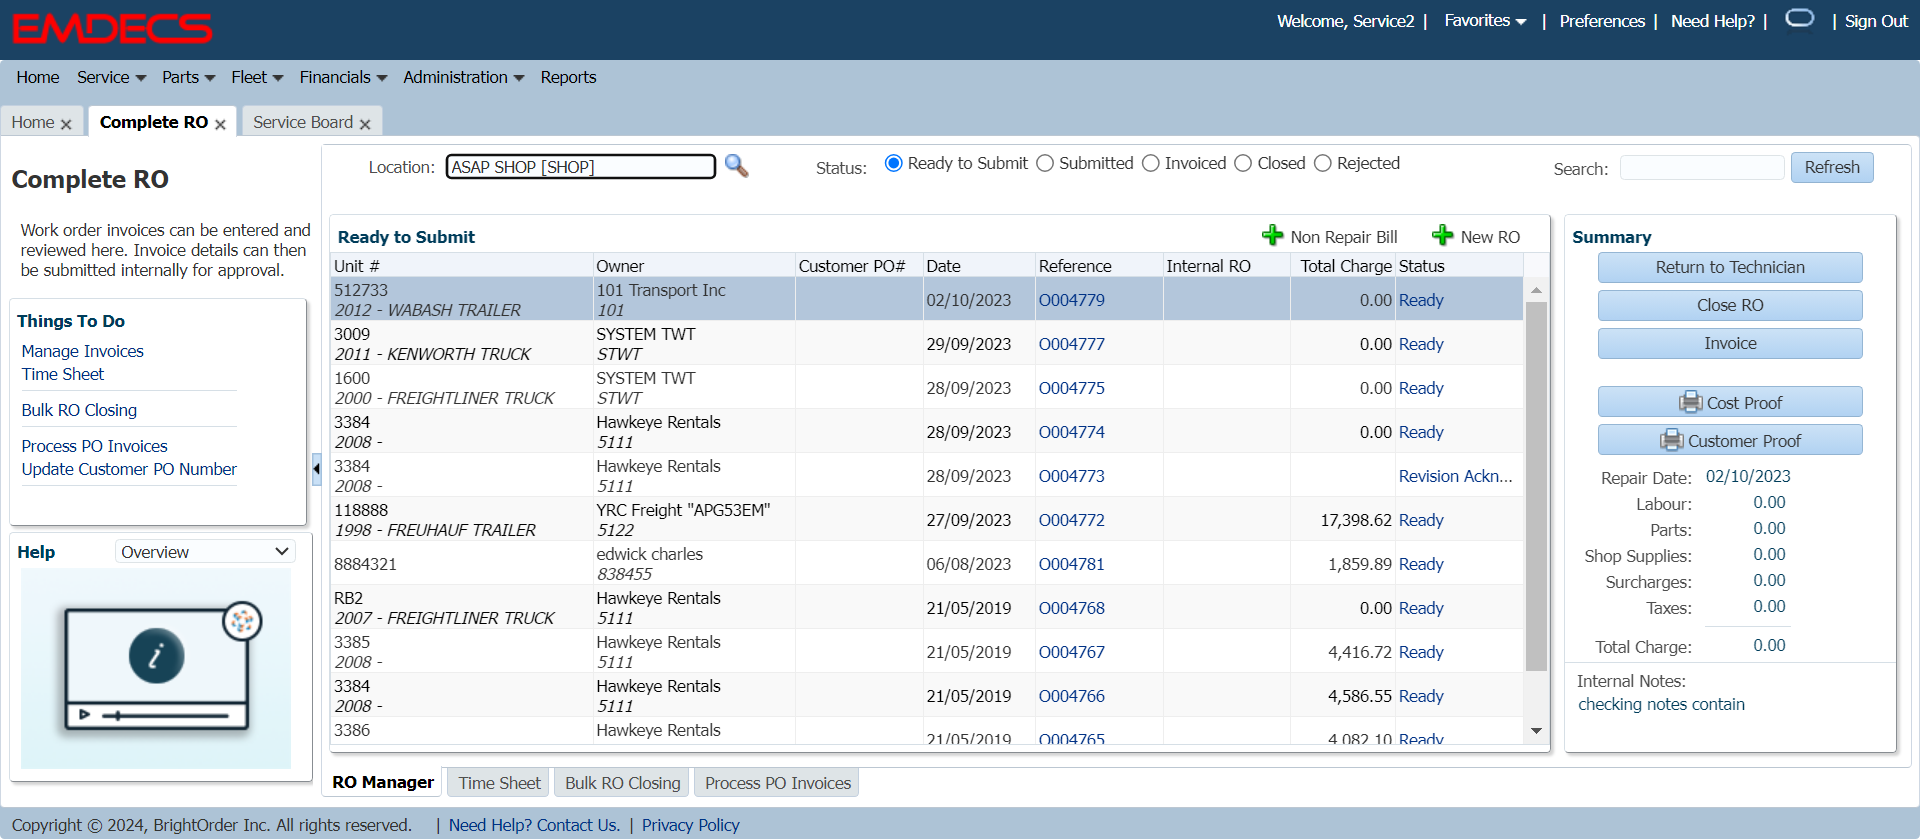 EMDECS
Welcome, Service2 | Favorites | Preferences | Need Help? | | Sign Out
Home Service Parts Fleet Financials Administration Reports
Home Complete RO Service Board
Complete RO
Work order invoices can be entered and
reviewed here. Invoice details can then
be submitted internally for approval.
Things To Do
Manage Invoices
Time Sheet
Bulk RO Closing
Process PO Invoices
Update Customer PO Number
Help Overview
Location: ASAP SHOP [SHOP] Status: Ready to Submit Submitted Invoiced Closed Rejected Search: Refresh
Ready to Submit Non Repair Bill New RO
Unit # Owner Customer PO# Date Reference Internal RO Total Charge Status
512733 101 Transport Inc
2012 - WABASH TRAILER 101 02/10/2023 O004779 0.00 Ready
3009 SYSTEM TWT
2011 - KENWORTH TRUCK STWT 29/09/2023 O004777 0.00 Ready
1600 SYSTEM TWT
2000 - FREIGHTLINER TRUCK STWT 28/09/2023 O004775 0.00 Ready
3384 Hawkeye Rentals
2008 - 5111 28/09/2023 O004774 0.00 Ready
3384 Hawkeye Rentals
2008 - 5111 28/09/2023 O004773 Revision Ackn...
118888 YRC Freight "APG53EM"
1998 - FREUHAUF TRAILER 5122 27/09/2023 O004772 17,398.62 Ready
8884321 edwick charles
838455 06/08/2023 O004781 1,859.89 Ready
RB2 Hawkeye Rentals
2007 - FREIGHTLINER TRUCK 5111 21/05/2019 O004768 0.00 Ready
3385 Hawkeye Rentals
2008 - 5111 21/05/2019 O004767 4,416.72 Ready
3384 Hawkeye Rentals
2008 - 5111 21/05/2019 O004766 4,586.55 Ready
3386 Hawkeye Rentals
21/05/2019 O004765 4,082.10 Ready
Summary
Return to Technician
Close RO
Invoice
Cost Proof
Customer Proof
Repair Date: 02/10/2023
Labour: 0.00
Parts: 0.00
Shop Supplies: 0.00
Surcharges: 0.00
Taxes: 0.00
Total Charge: 0.00
Internal Notes:
checking notes contain
RO Manager Time Sheet Bulk RO Closing Process PO Invoices
Copyright © 2024, BrightOrder Inc. All rights reserved. | Need Help? Contact Us. | Privacy Policy